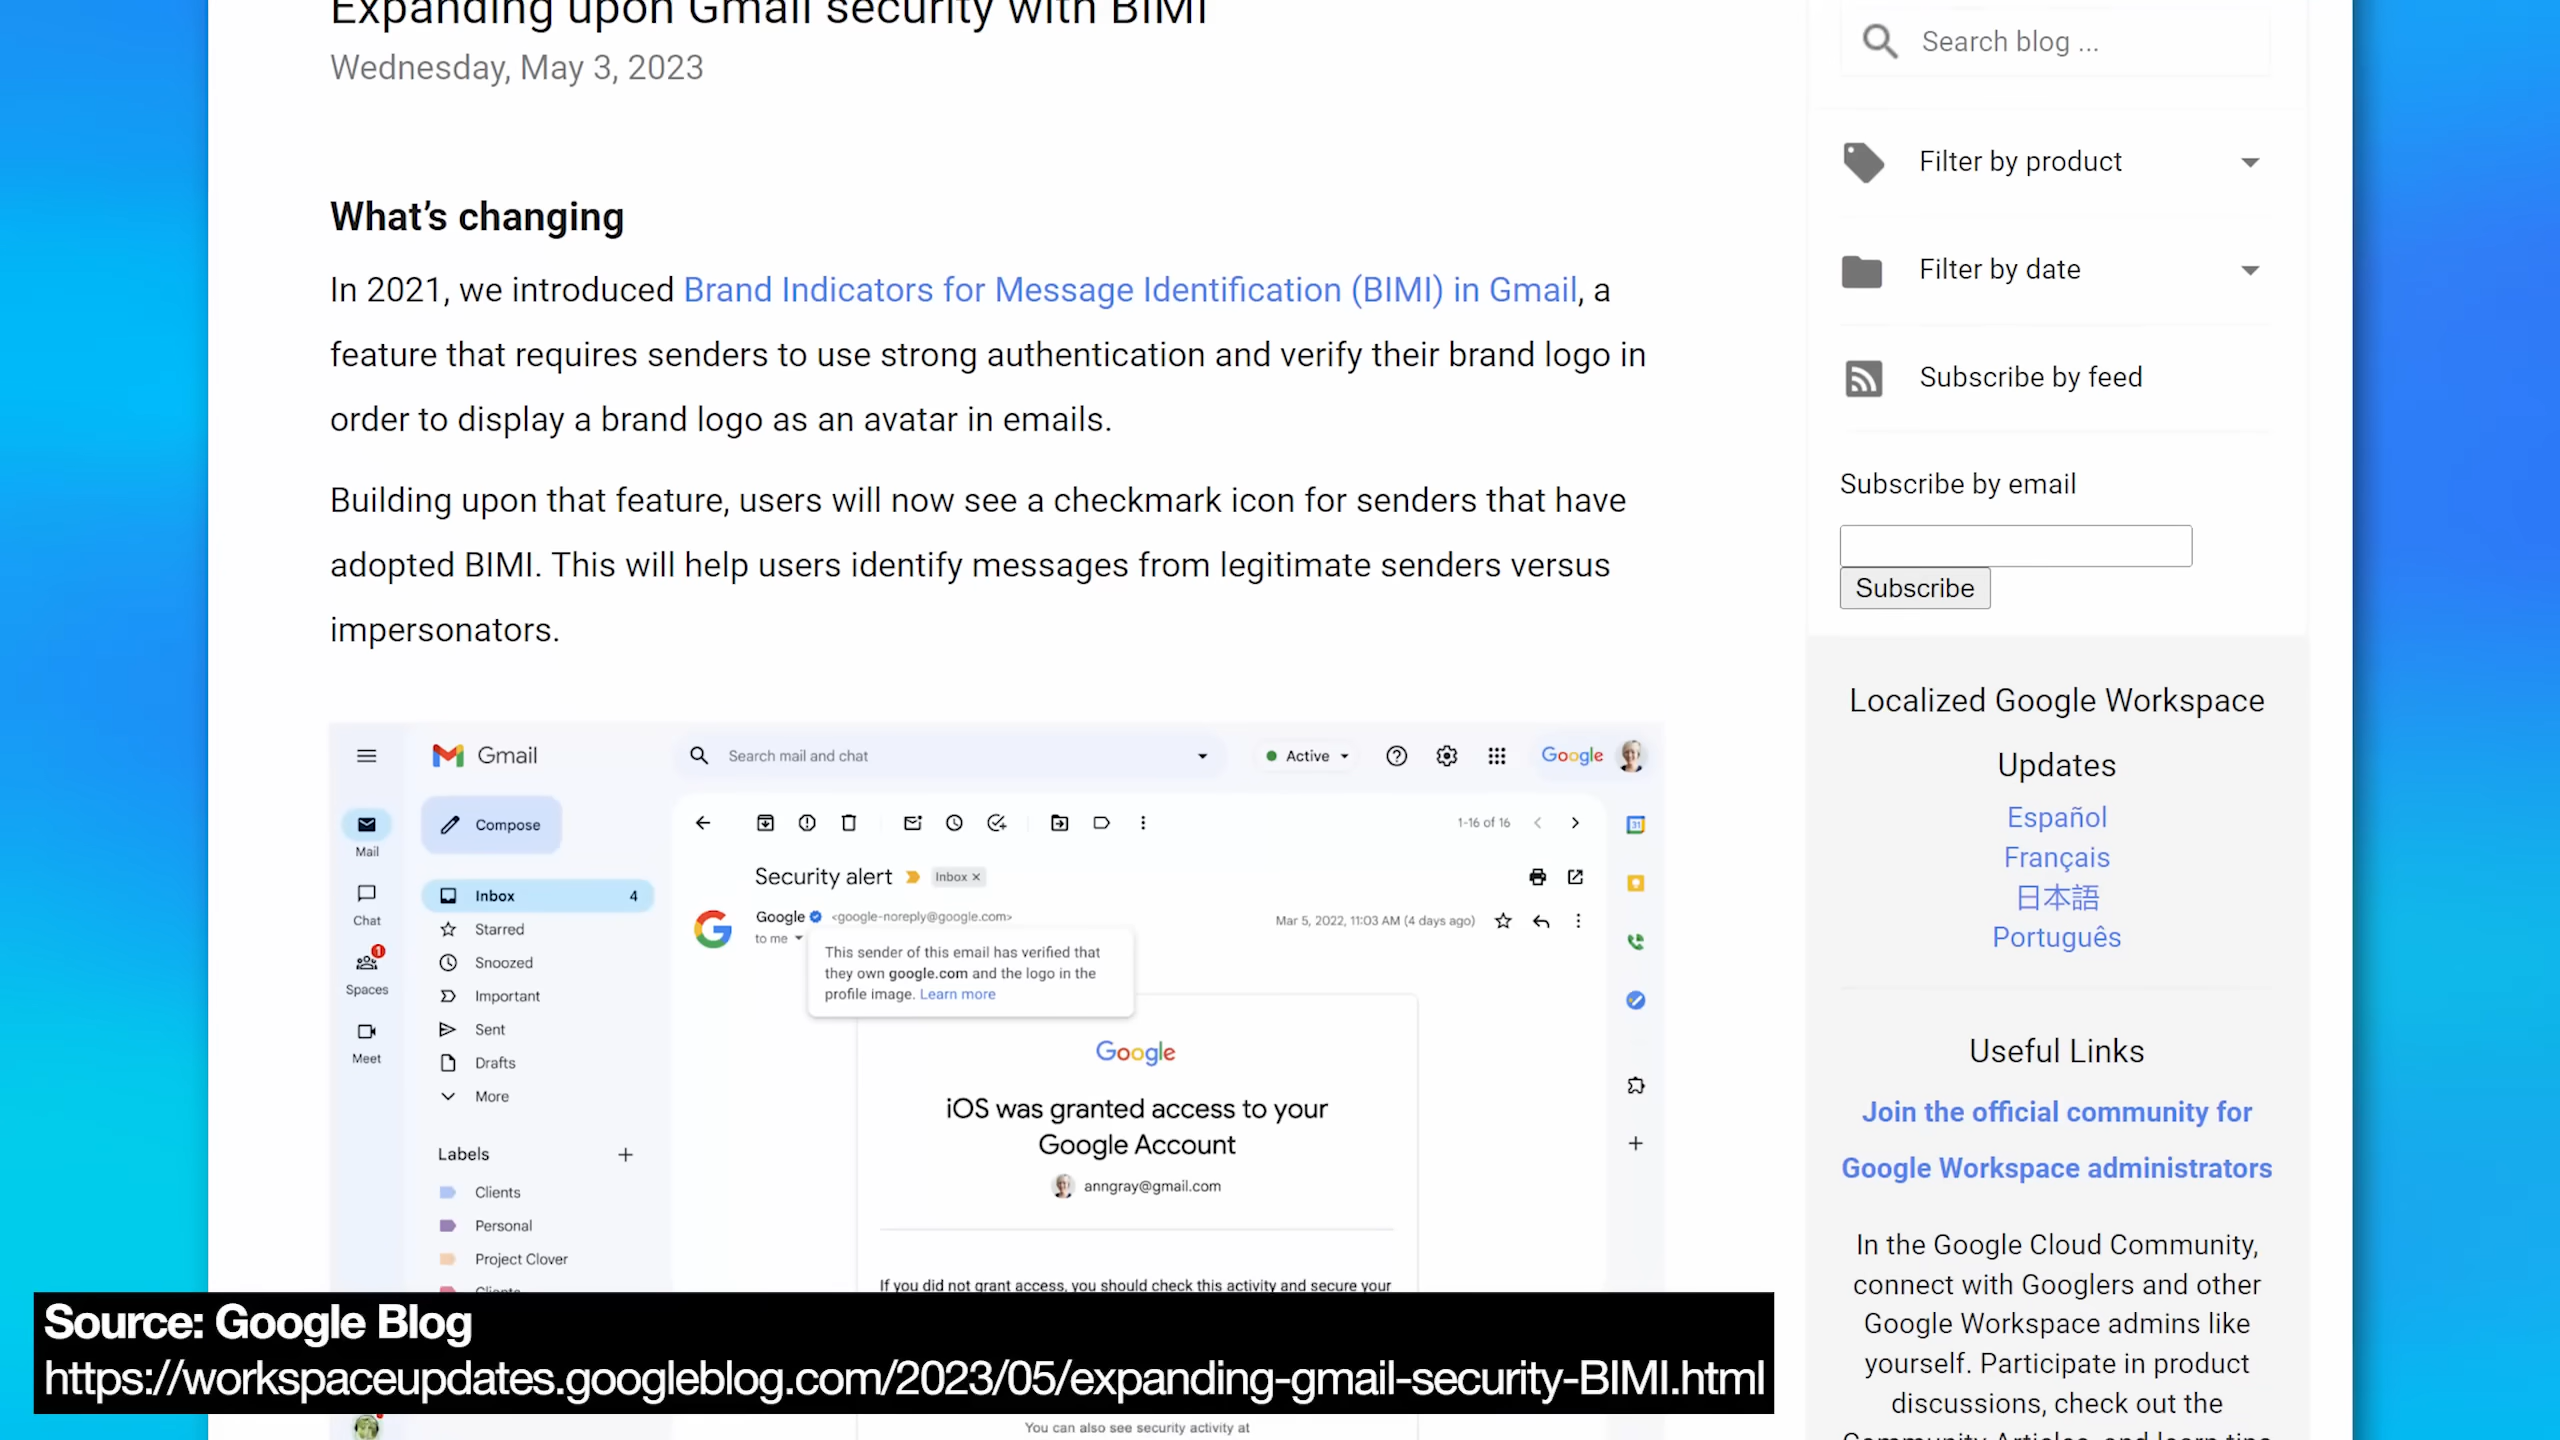 Expanding upon Gmail security with BIMI
Wednesday, May 3, 2023
What's changing
In 2021, we introduced Brand Indicators for Message Identification (BIMI) in Gmail, a
feature that requires senders to use strong authentication and verify their brand logo in
order to display a brand logo as an avatar in emails.
Building upon that feature, users will now see a checkmark icon for senders that have
adopted BIMI. This will help users identify messages from legitimate senders versus
impersonators.
Gmail
Search mail and chat
Active
Google
Mail
Chat
1
Spaces
Meet
Compose
Inbox 4
Starred
Snoozed
Important
Sent
Drafts
More
Labels
Clients
Personal
Project Clover
Clients
1-16 of 16
31
Security alert
Inbox
Google <google-noreply@google.com>
to me
Mar 5, 2022, 11:03 AM (4 days ago)
This sender of this email has verified that
they own google.com and the logo in the
profile image. Learn more
Google
iOS was granted access to your
Google Account
anngray@gmail.com
If you did not grant access, you should check this activity and secure your
You can also see security activity at
Search blog ...
Filter by product
Filter by date
Subscribe by feed
Subscribe by email
Subscribe
Localized Google Workspace
Updates
Español
Français
日本語
Português
Useful Links
Join the official community for
Google Workspace administrators
In the Google Cloud Community,
connect with Googlers and other
Google Workspace admins like
yourself. Participate in product
discussions, check out the
Community Articles, and learn tips
Source: Google Blog
https://workspaceupdates.googleblog.com/2023/05/expanding-gmail-security-BIMI.html